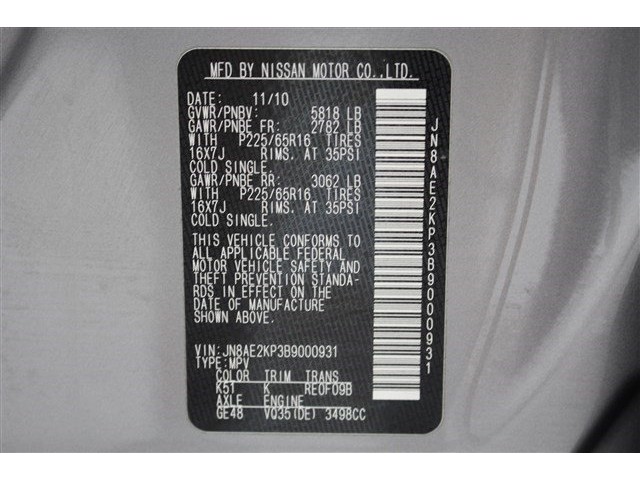 MFD BY NISSAN MOTOR CO.,LTD.
DATE: 11/10
GVWR/PNBV: 5818 LB
GAWR/PNBE FR: 2782 LB
WITH P225/65R16 TIRES
16X7J RIMS. AT 35PSI
COLD SINGLE.
GAWR/PNBE RR: 3062 LB
WITH P225/65R16 TIRES
16X7J RIMS. AT 35PSI
COLD SINGLE.
THIS VEHICLE CONFORMS TO
ALL APPLICABLE FEDERAL
MOTOR VEHICLE SAFETY AND
THEFT PREVENTION STANDA-
RDS IN EFFECT ON THE
DATE OF MANUFACTURE
SHOWN ABOVE.
VIN:JN8AE2KP3B9000931
TYPE:MPV
COLOR TRIM TRANS
K51 K RE0F09B
AXLE ENGINE
GE48 VQ35(DE) 3498CC
JN8AE2KP3B9000931